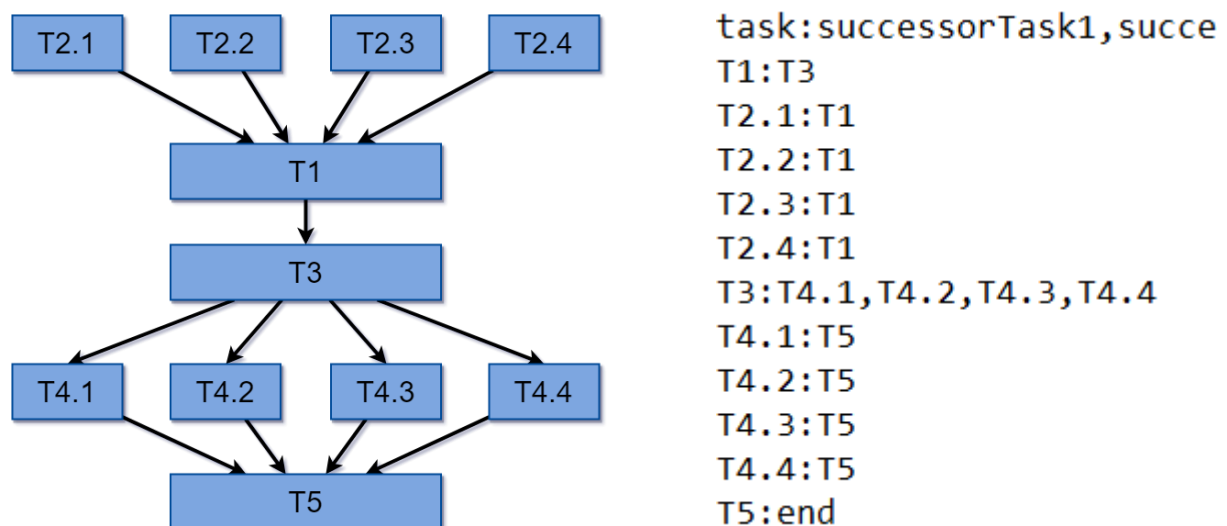 T2.1 T2.2 T2.3 T2.4
T1
T3
T4.1 T4.2 T4.3 T4.4
T5
task:successorTask1,succe
T1:T3
T2.1:T1
T2.2:T1
T2.3:T1
T2.4:T1
T3:T4.1,T4.2,T4.3,T4.4
T4.1:T5
T4.2:T5
T4.3:T5
T4.4:T5
T5:end